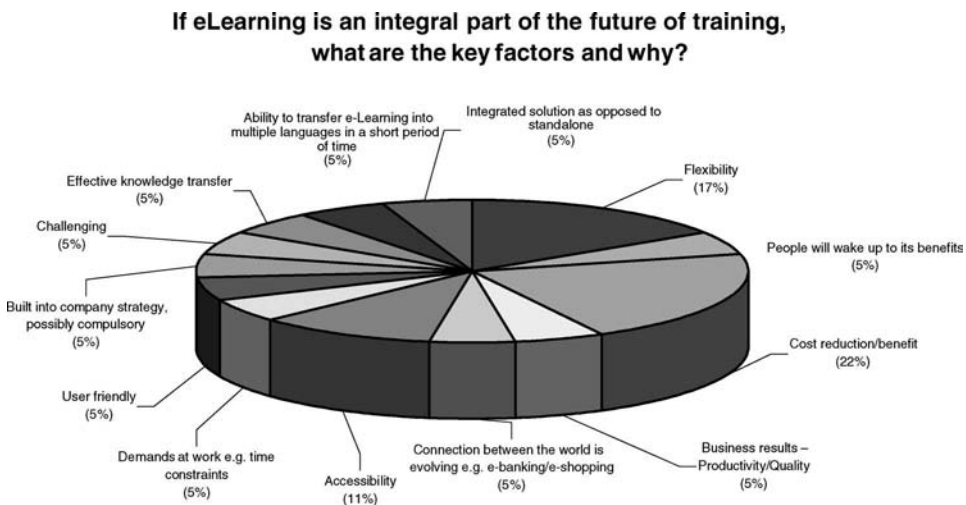 If eLearning is an integral part of the future of training,
what are the key factors and why?
Ability to transfer e-Learning into
multiple languages in a short period
of time
(5%)
Integrated solution as opposed to
standalone
(5%)
Flexibility
(17%)
People will wake up to its benefits
(5%)
Cost reduction/benefit
(22%)
Business results –
Productivity/Quality
(5%)
Connection between the world is
evolving e.g. e-banking/e-shopping
(5%)
Accessibility
(11%)
Demands at work e.g. time
constraints
(5%)
User friendly
(5%)
Built into company strategy,
possibly compulsory
(5%)
Challenging
(5%)
Effective knowledge transfer
(5%)